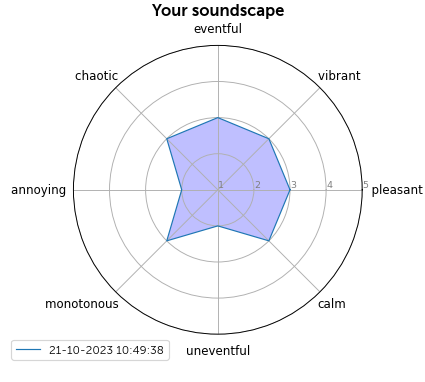 Your soundscape
eventful
chaotic
vibrant
annoying
1
2
3
4
5
pleasant
monotonous
calm
uneventful
21-10-2023 10:49:38